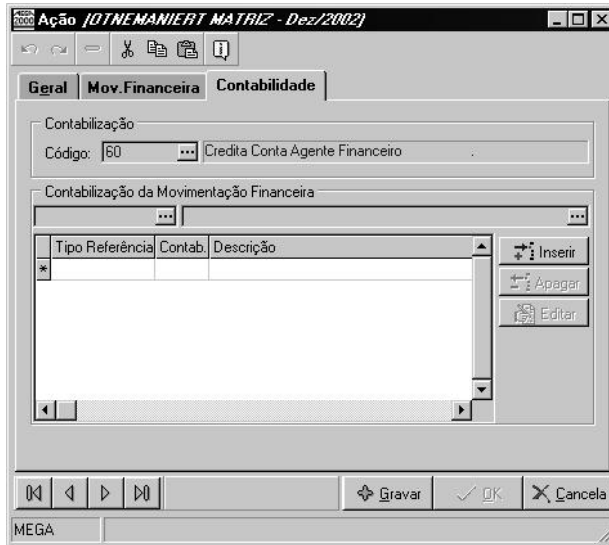 Ação [OTNEMANIERT MATRIZ - Dez/2002]
Geral Mov.Financeira Contabilidade
Contabilização
Código: 60 ... Credita Conta Agente Financeiro .
Contabilização da Movimentação Financeira
... ...
Tipo Referência Contab. Descrição
*
Inserir
Apagar
Editar
Gravar OK Cancela
MEGA